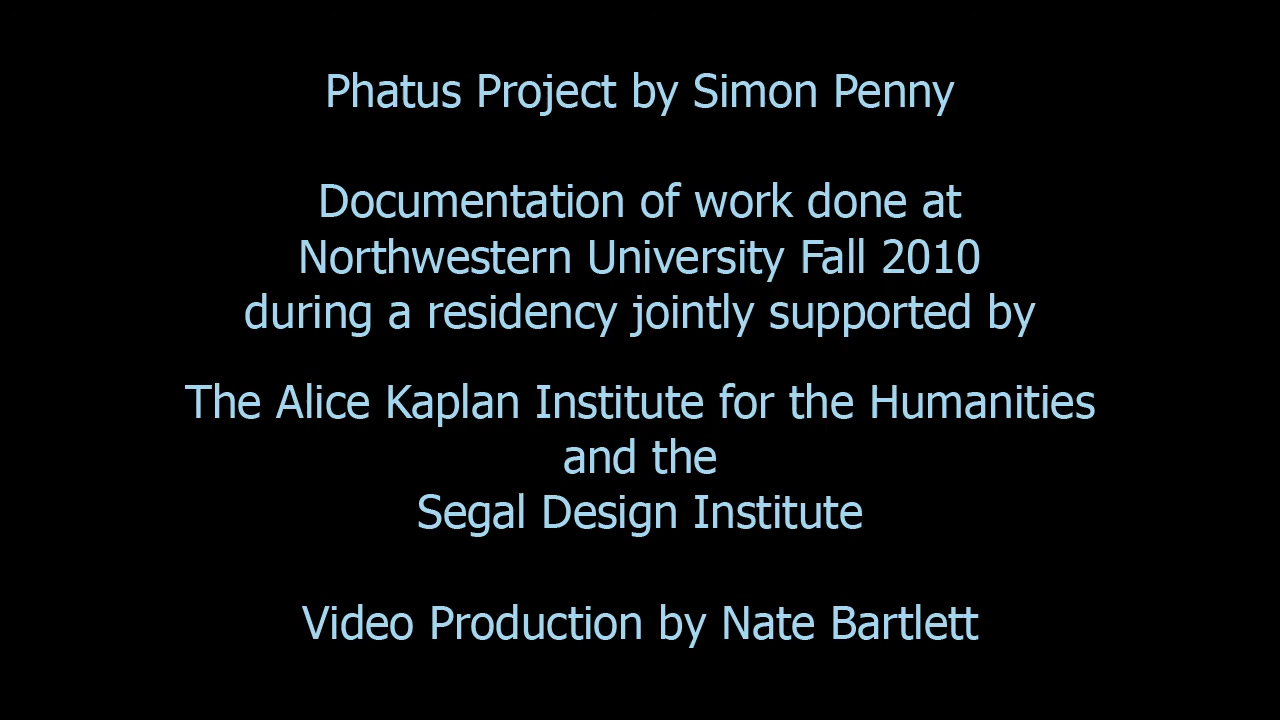 Phatus Project by Simon Penny
Documentation of work done at
Northwestern University Fall 2010
during a residency jointly supported by
The Alice Kaplan Institute for the Humanities
and the
Segal Design Institute
Video Production by Nate Bartlett